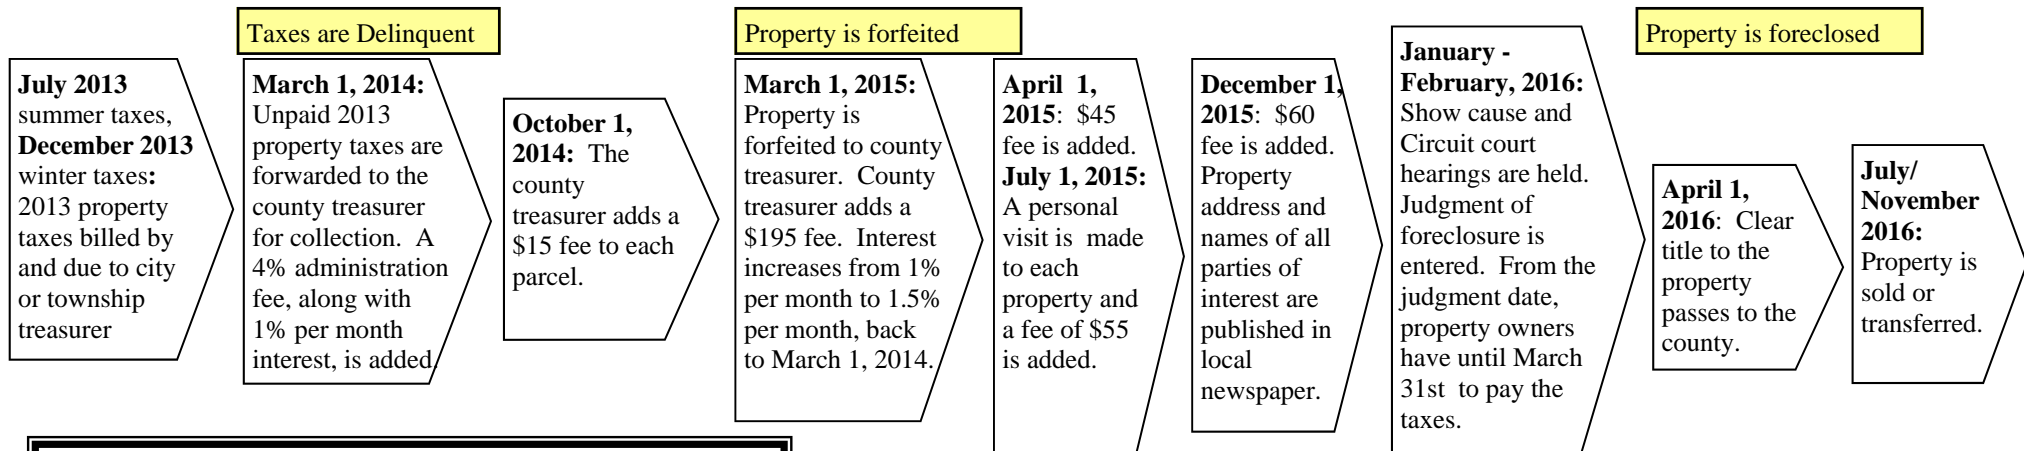 Taxes are Delinquent
Property is forfeited
Property is foreclosed
July 2013
summer taxes,
December 2013
winter taxes:
2013 property
taxes billed by
and due to city
or township
treasurer
March 1, 2014:
Unpaid 2013
property taxes are
forwarded to the
county treasurer
for collection.  A
4% administration
fee, along with
1% per month
interest, is added.
October 1,
2014:  The
county
treasurer adds a
$15 fee to each
parcel.
March 1, 2015:
Property is
forfeited to county
treasurer.  County
treasurer adds a
$195 fee.  Interest
increases from 1%
per month to 1.5%
per month, back
to March 1, 2014.
April  1,
2015:  $45
fee is added.
July 1, 2015:
A personal
visit is  made
to each
property and
a fee of $55
is added.
December 1,
2015:  $60
fee is added.
Property
address and
names of all
parties of
interest are
published in
local
newspaper.
January -
February, 2016:
Show cause and
Circuit court
hearings are held.
Judgment of
foreclosure is
entered.  From the
judgment date,
property owners
have until March
31st  to pay the
taxes.
April 1,
2016:  Clear
title to the
property
passes to the
county.
July/
November
2016:
Property is
sold or
transferred.